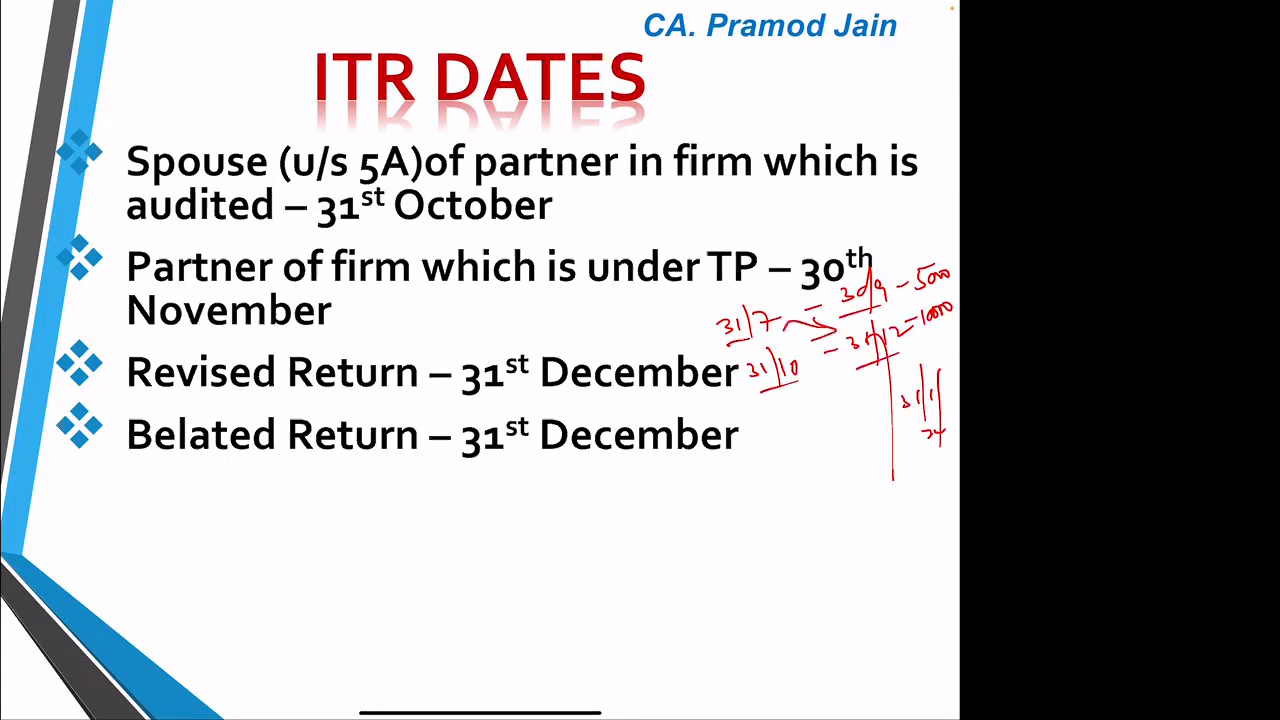 CA. Pramod Jain
ITR DATES
Spouse (u/s 5A)of partner in firm which is
audited – 31st October
Partner of firm which is under TP – 30th
November
31/7 – 30/9 – 5000
– 31/12 – 10000
Revised Return – 31st December 31/10
31/1
24
Belated Return – 31st December